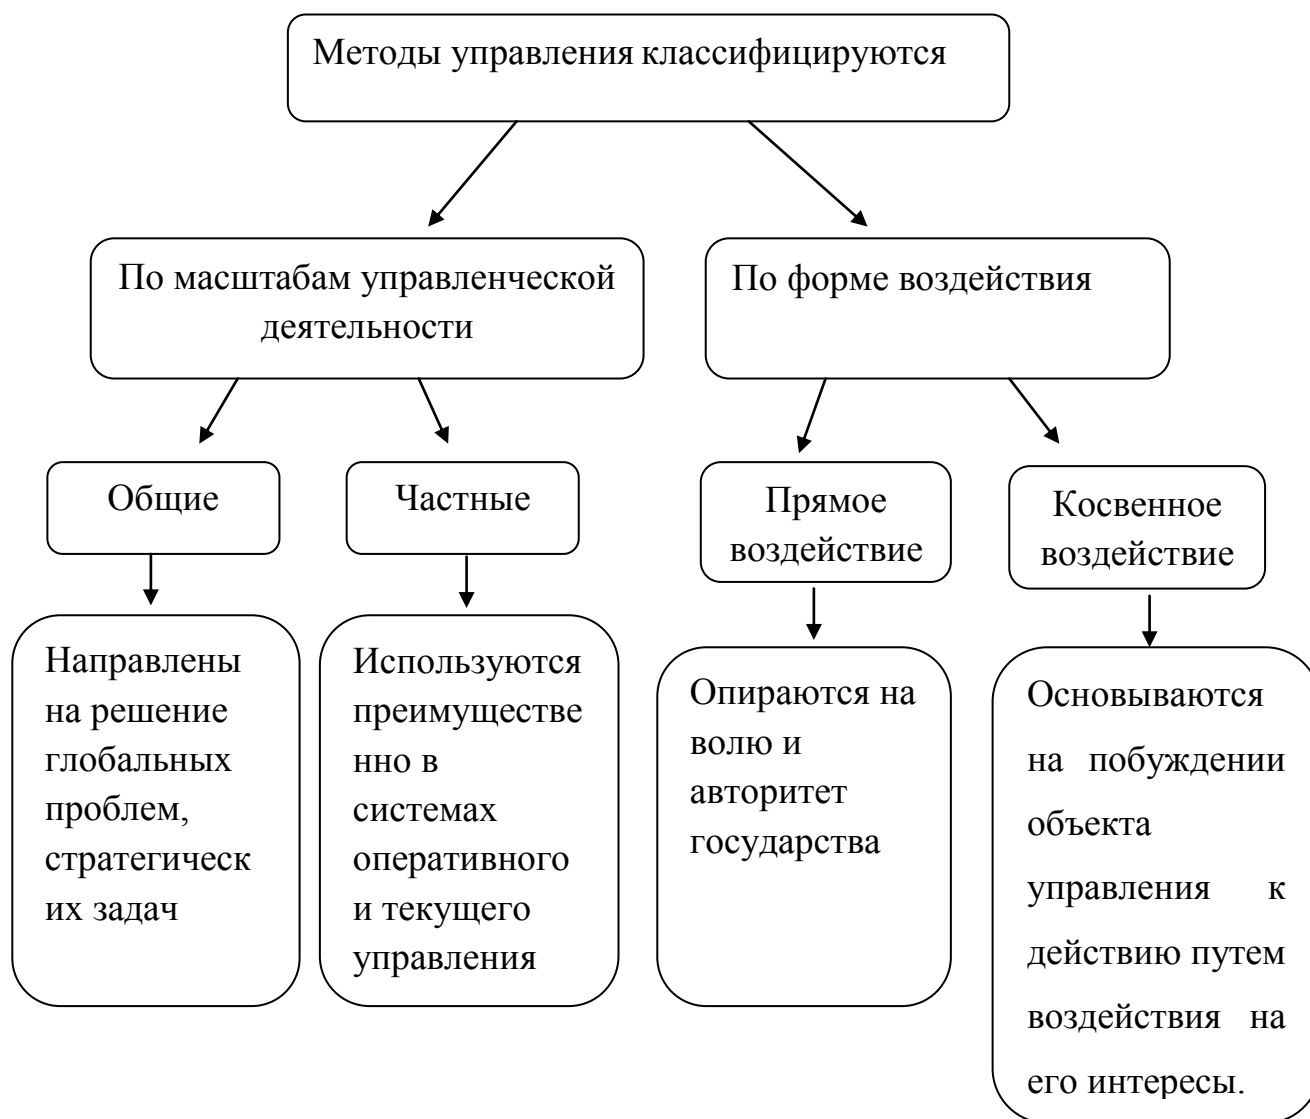 Методы управления классифицируются
По масштабам управленческой
деятельности
По форме воздействия
Общие
Частные
Прямое
воздействие
Косвенное
воздействие
Направлены
на решение
глобальных
проблем,
стратегическ
их задач
Используются
преимуществе
нно в
системах
оперативного
и текущего
управления
Опираются на
волю и
авторитет
государства
Основываются
на побуждении
объекта
управления к
действию путем
воздействия на
его интересы.